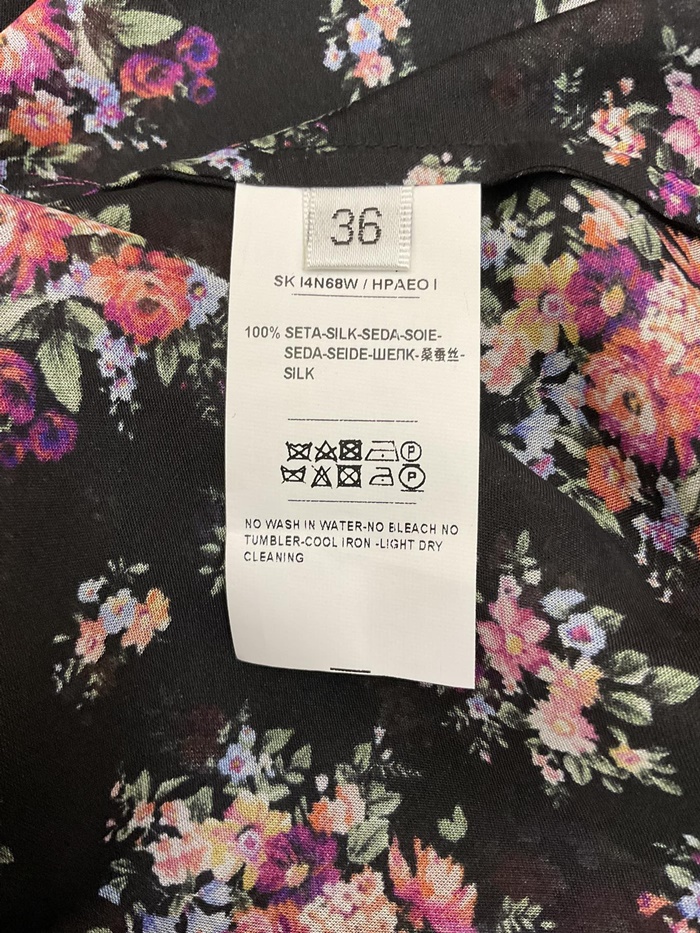 36
SK I4N68W / HPAEO I
100% SETA-SILK-SEDA-SOIE-
SEDA-SEIDE-ШЕПК-桑蚕丝-
SILK
P
P
NO WASH IN WATER-NO BLEACH NO
TUMBLER-COOL IRON -LIGHT DRY
CLEANING